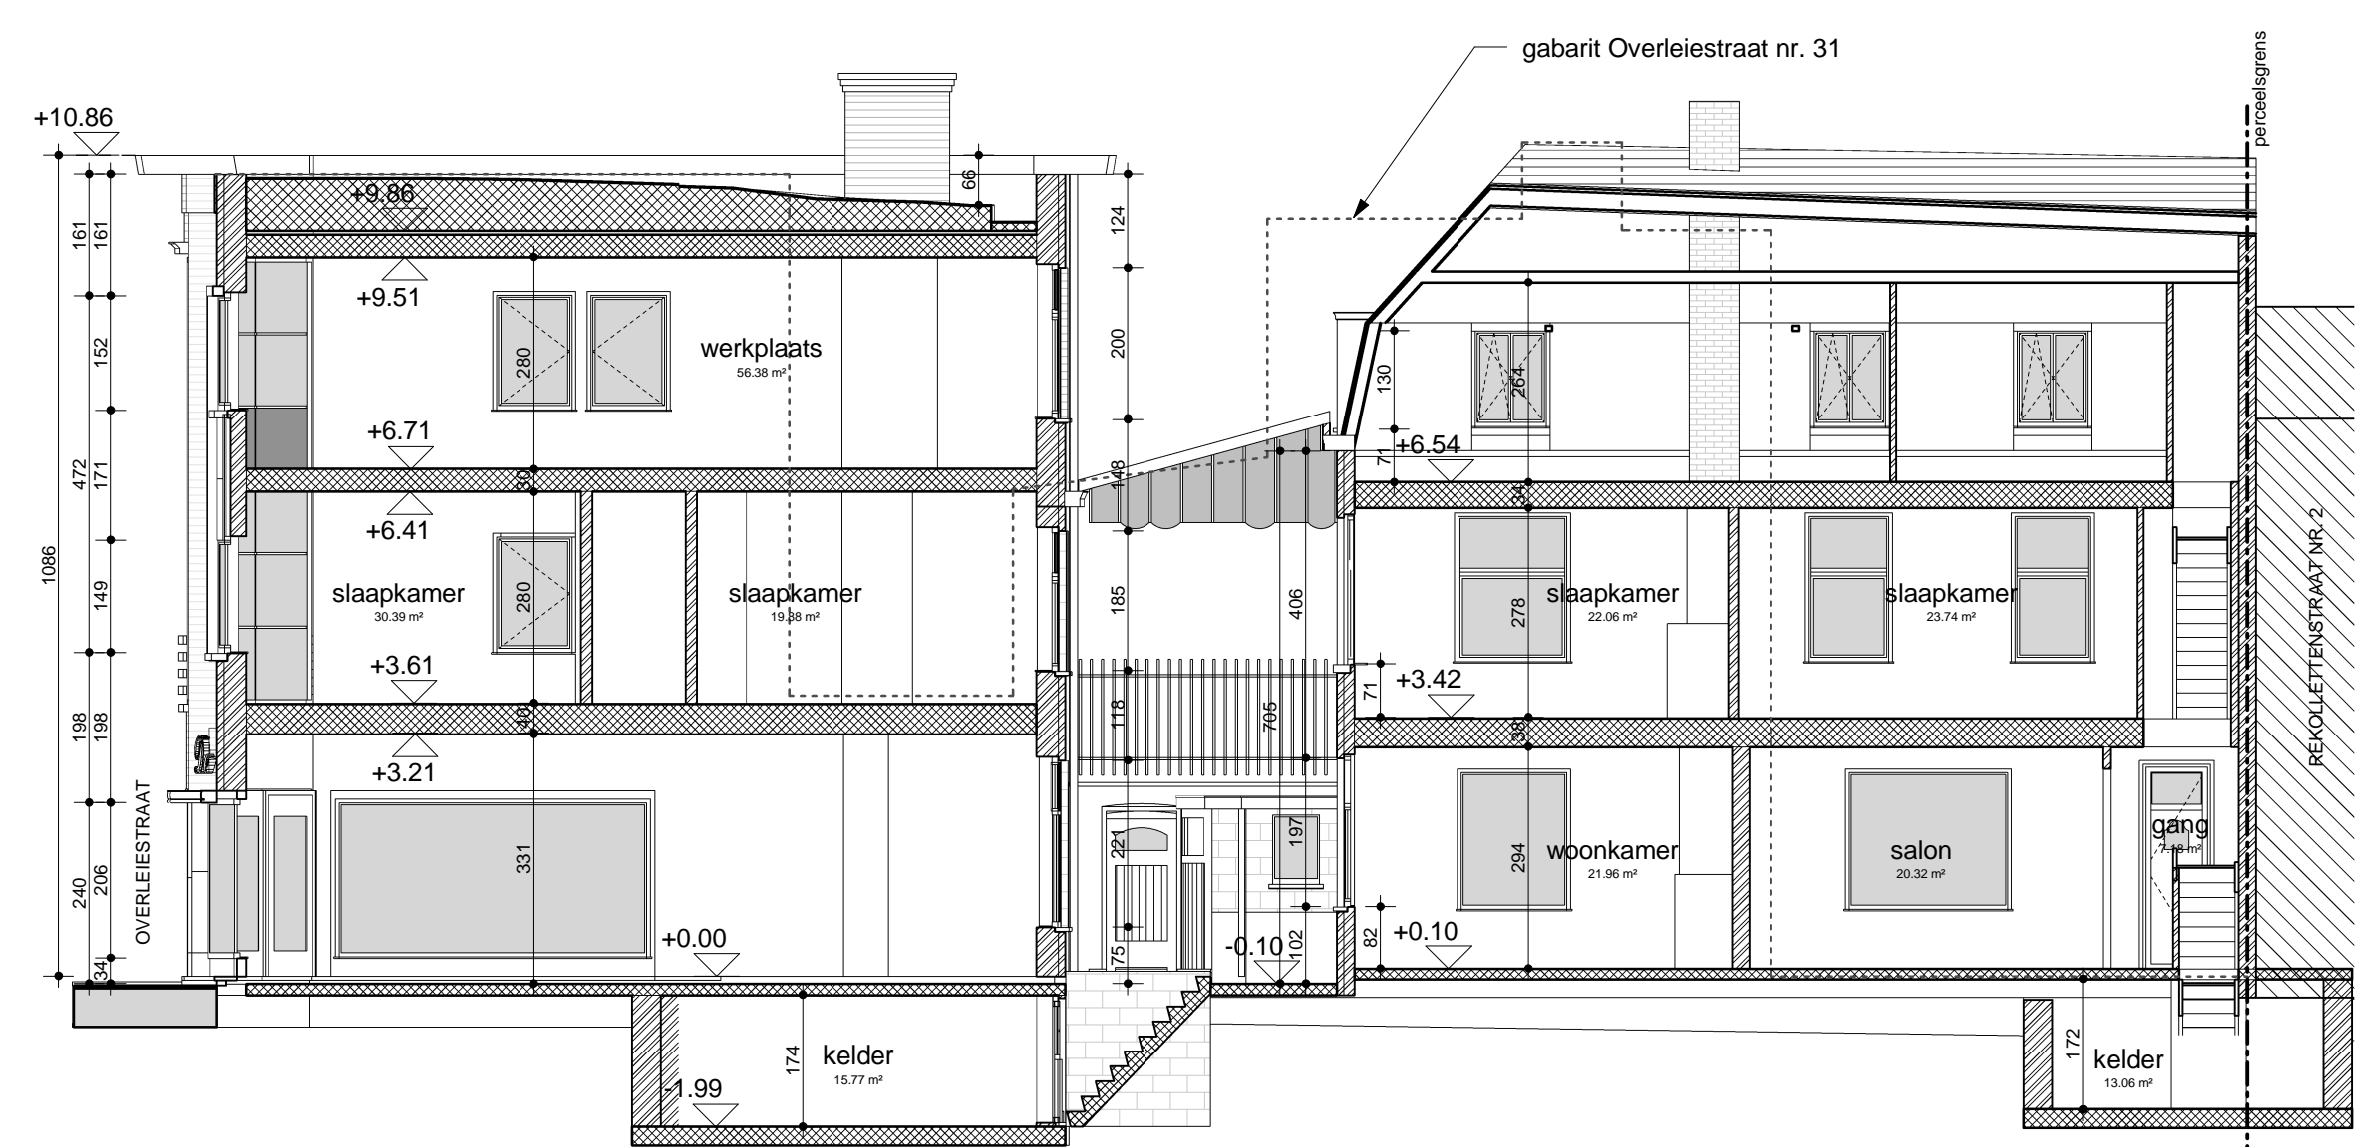 gabarit Overleiestraat nr. 31
perceelsgrens
+10.86
66
+9.86
161
161
124
+9.51
werkplaats
56.38 m²
280
152
200
130
264
+6.71
+6.54
71
472
171
30
148
34
+6.41
1086
slaapkamer
30.39 m²
280
slaapkamer
19.38 m²
149
185
406
278
slaapkamer
22.06 m²
slaapkamer
23.74 m²
REKOLLETTENSTRAAT NR. 2
+3.61
71
+3.42
198
198
40
118
705
38
+3.21
OVERLEIESTRAAT
240
206
331
221
197
294
woonkamer
21.96 m²
salon
20.32 m²
gang
7.18 m²
+0.00
34
75
-0.10
102
82
+0.10
174
kelder
15.77 m²
-1.99
172
kelder
13.06 m²